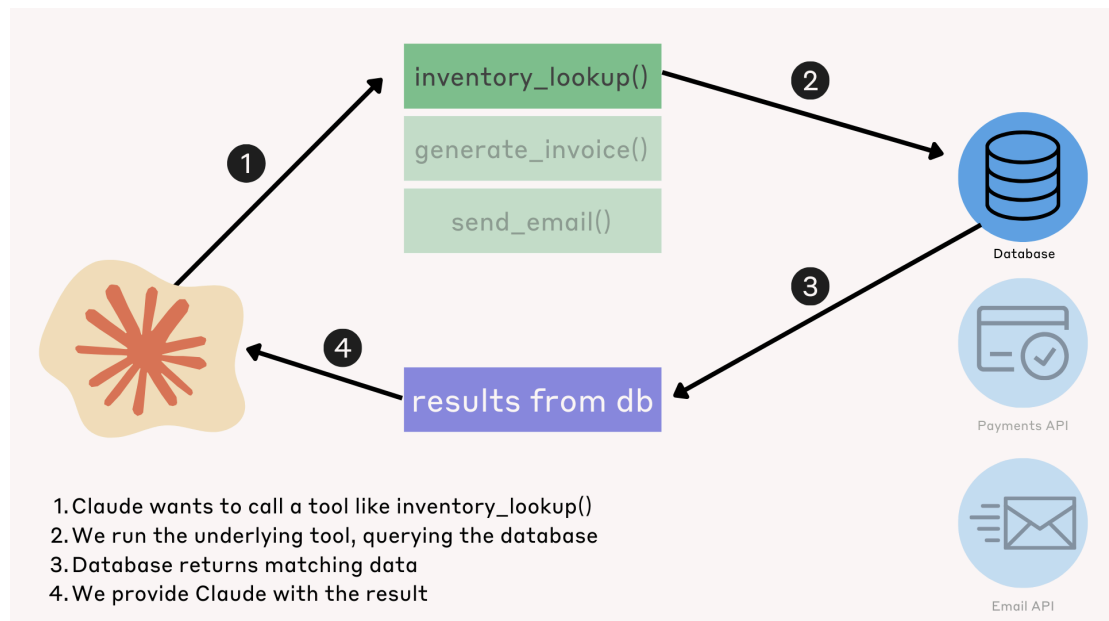 inventory_lookup()
generate_invoice()
send_email()
1
2
Database
3
4
results from db
Payments API
Email API
1. Claude wants to call a tool like inventory_lookup()
2. We run the underlying tool, querying the database
3. Database returns matching data
4. We provide Claude with the result